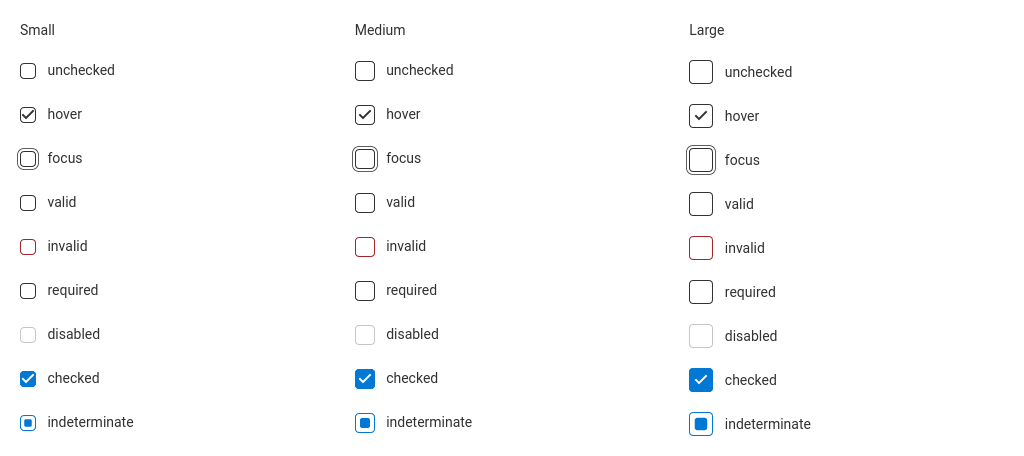 Small
unchecked
hover
focus
valid
invalid
required
disabled
checked
indeterminate
Medium
unchecked
hover
focus
valid
invalid
required
disabled
checked
indeterminate
Large
unchecked
hover
focus
valid
invalid
required
disabled
checked
indeterminate